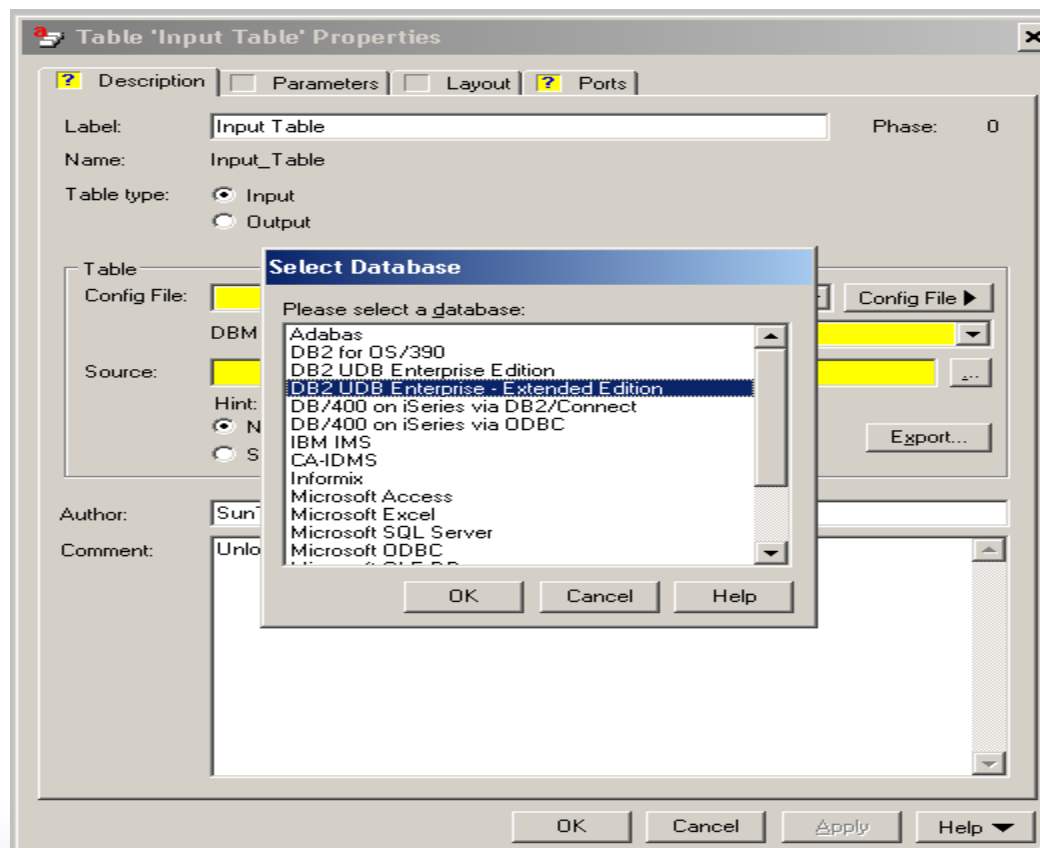 Table 'Input Table' Properties
Description Parameters Layout Ports
Label: Input Table Phase: 0
Name: Input_Table
Table type: Input
Output
Table
Config File: Config File
DBM
Source: ...
Hint:
N
S
Export...
Author:
Comment:
Select Database
Please select a database:
Adabas
DB2 for OS/390
DB2 UDB Enterprise Edition
DB2 UDB Enterprise - Extended Edition
DB/400 on iSeries via DB2/Connect
DB/400 on iSeries via ODBC
IBM IMS
CA-IDMS
Informix
Microsoft Access
Microsoft Excel
Microsoft SQL Server
Microsoft ODBC
OK Cancel Help
OK Cancel Apply Help